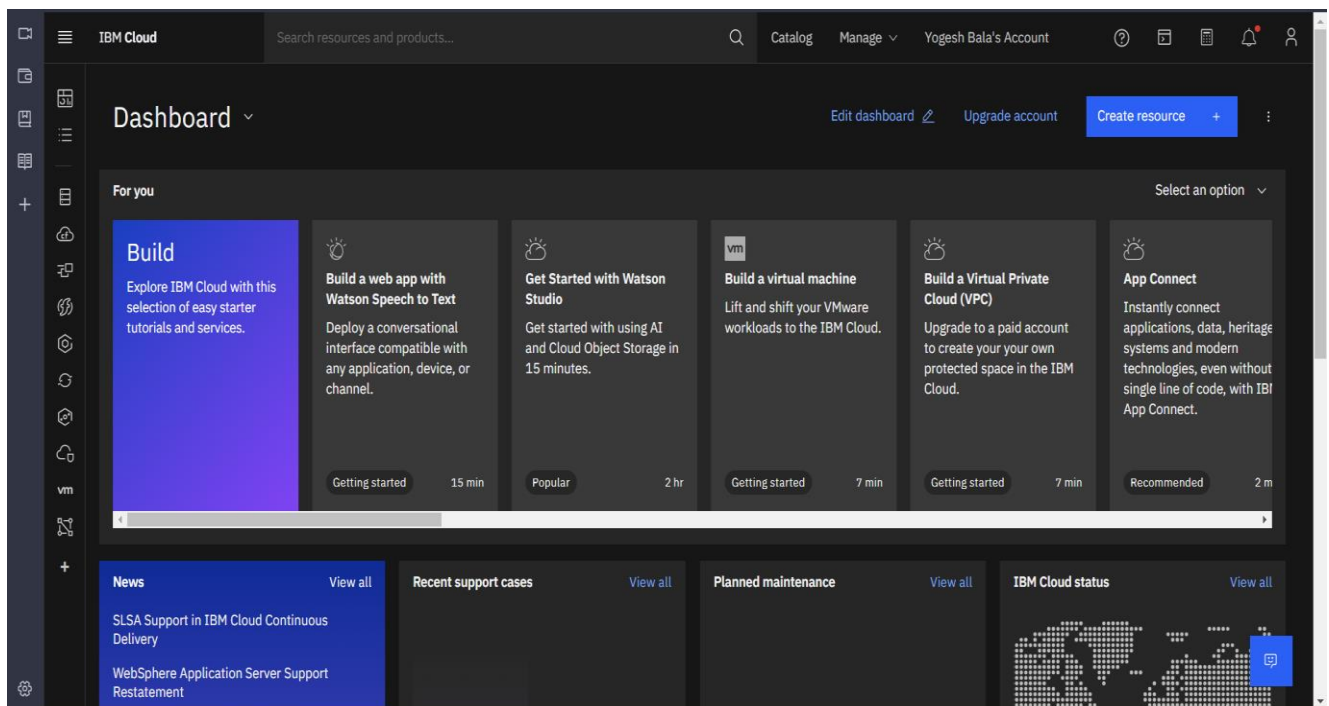 IBM Cloud
Search resources and products...
Catalog
Manage
Yogesh Bala's Account
Dashboard
Edit dashboard
Upgrade account
Create resource +
For you
Select an option
Build
Explore IBM Cloud with this
selection of easy starter
tutorials and services.
Build a web app with
Watson Speech to Text
Deploy a conversational
interface compatible with
any application, device, or
channel.
Getting started
15 min
Get Started with Watson
Studio
Get started with using AI
and Cloud Object Storage in
15 minutes.
Popular
2 hr
vm
Build a virtual machine
Lift and shift your VMware
workloads to the IBM Cloud.
Getting started
7 min
Build a Virtual Private
Cloud (VPC)
Upgrade to a paid account
to create your your own
protected space in the IBM
Cloud.
Getting started
7 min
App Connect
Instantly connect
applications, data, heritage
systems and modern
technologies, even without
single line of code, with
App Connect.
Recommended
2
vm
News
View all
SLSA Support in IBM Cloud Continuous
Delivery
WebSphere Application Server Support
Restatement
Recent support cases
View all
Planned maintenance
View all
IBM Cloud status
View all